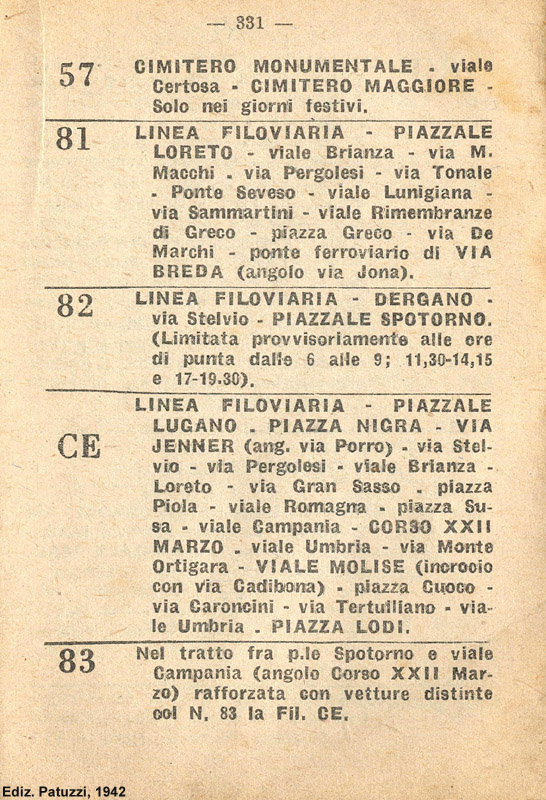 — 331 —
57 CIMITERO MONUMENTALE - viale
Certosa - CIMITERO MAGGIORE -
Solo nei giorni festivi.
81 LINEA FILOVIARIA - PIAZZALE
LORETO - viale Brianza - via M.
Macchi - via Pergolesi - via Tonale
- Ponte Seveso - viale Lunigiana -
via Sammartini - viale Rimembranze
di Greco - piazza Greco - via De
Marchi - ponte ferroviario di VIA
BREDA (angolo via Jona).
82 LINEA FILOVIARIA - DERGANO -
via Stelvio - PIAZZALE SPOTORNO.
(Limitata provvisoriamente alle ore
di punta dalle 6 alle 9; 11,30-14,15
e 17-19.30).
CE LINEA FILOVIARIA - PIAZZALE
LUGANO . PIAZZA NIGRA - VIA
JENNER (ang. via Porro) - via Stel-
vio - via Pergolesi - viale Brianza -
Loreto - via Gran Sasso . piazza
Piola - viale Romagna - piazza Su-
sa - viale Campania - CORSO XXII
MARZO . viale Umbria - via Monte
Ortigara - VIALE MOLISE (incrocio
con via Cadibona) - piazza Cuoco -
via Caroncini - via Tertulliano - via-
le Umbria . PIAZZA LODI.
83 Nel tratto fra p.le Spotorno e viale
Campania (angolo Corso XXII Mar-
zo) rafforzata con vetture distinte
col N. 83 la Fil. CE.
Ediz. Patuzzi, 1942